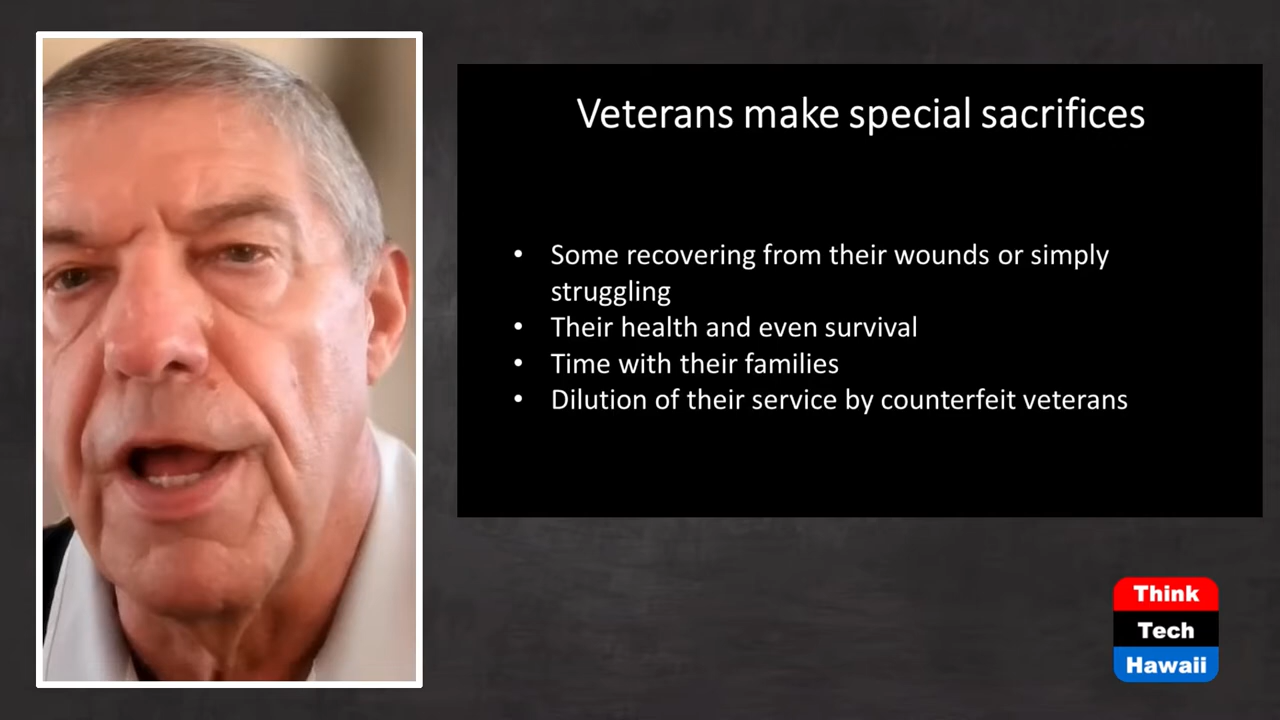 Veterans make special sacrifices
• Some recovering from their wounds or simply
struggling
• Their health and even survival
• Time with their families
• Dilution of their service by counterfeit veterans
Think
Tech
Hawaii